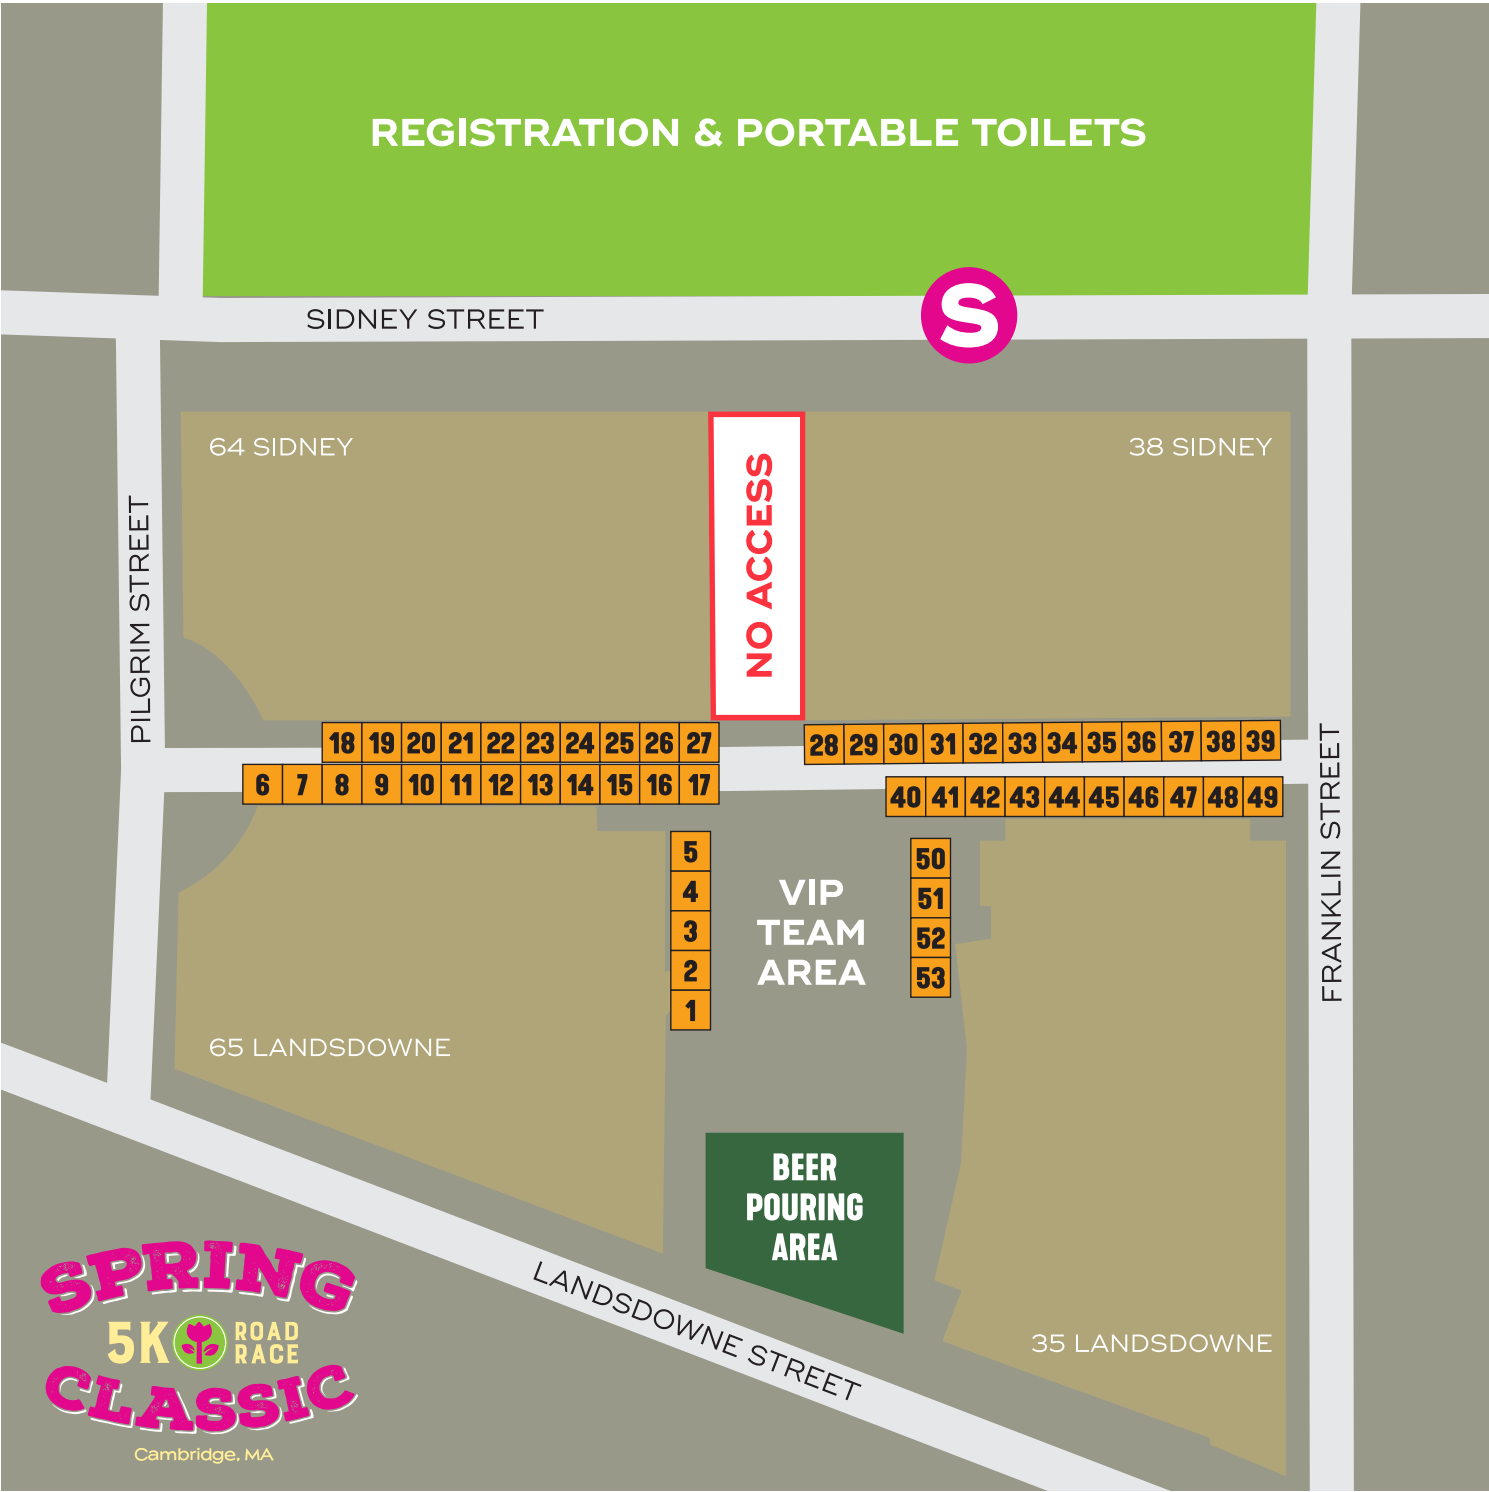 REGISTRATION & PORTABLE TOILETS
SIDNEY STREET
S
64 SIDNEY
38 SIDNEY
NO ACCESS
PILGRIM STREET
18 19 20 21 22 23 24 25 26 27
28 29 30 31 32 33 34 35 36 37 38 39
6 7 8 9 10 11 12 13 14 15 16 17
40 41 42 43 44 45 46 47 48 49
FRANKLIN STREET
5
4
3
2
1
VIP
TEAM
AREA
50
51
52
53
65 LANDSDOWNE
BEER
POURING
AREA
LANDSDOWNE STREET
35 LANDSDOWNE
SPRING
5K ROAD
RACE
CLASSIC
Cambridge, MA